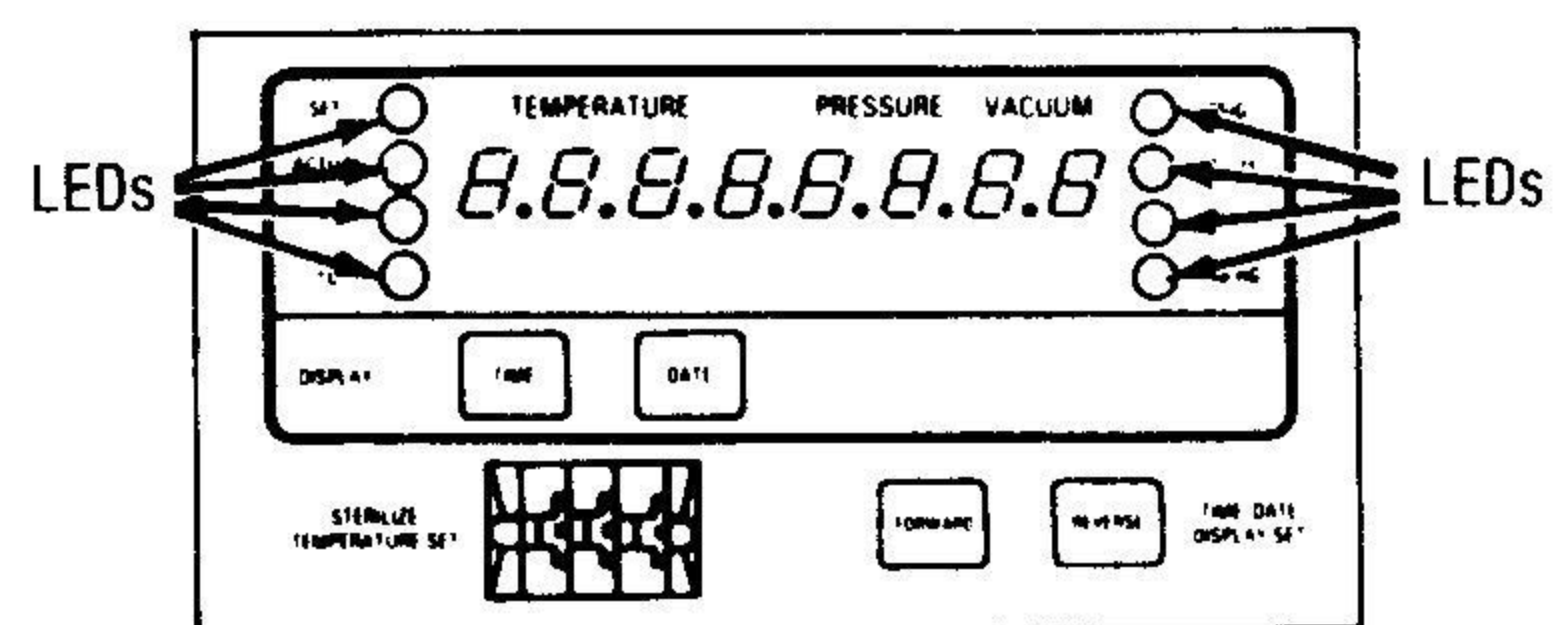 SET TEMPERATURE PRESSURE VACUUM
LEDs LEDs
8.8.8.8.8.8.8.8
DISPLAY TIME DATE
STERILIZE
TEMPERATURE SET
FORWARD REVERSE
TIME DATE
DISPLAY SET